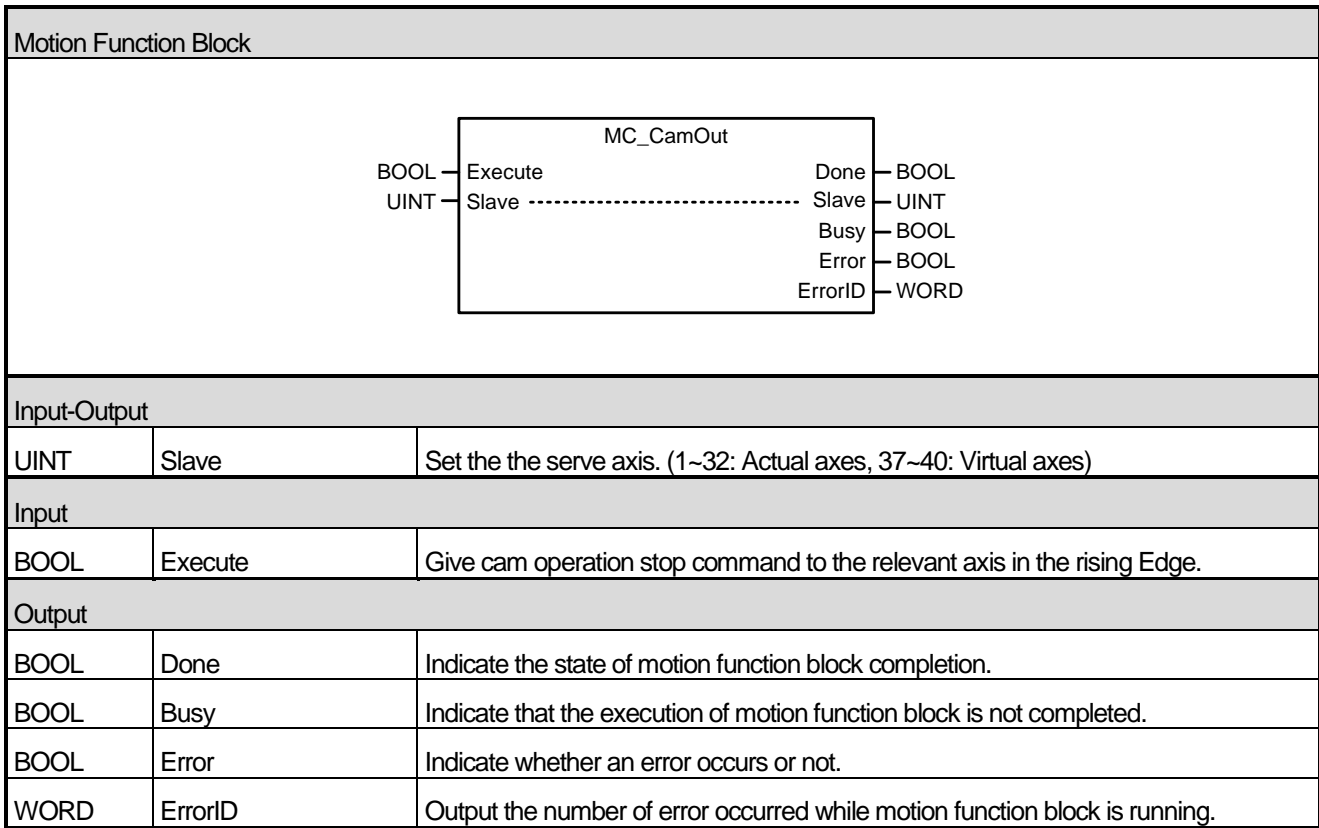 Motion Function Block
MC_CamOut
BOOL Execute Done BOOL
UINT Slave Slave UINT
Busy BOOL
Error BOOL
ErrorID WORD
Input-Output
UINT Slave Set the the serve axis. (1~32: Actual axes, 37~40: Virtual axes)
Input
BOOL Execute Give cam operation stop command to the relevant axis in the rising Edge.
Output
BOOL Done Indicate the state of motion function block completion.
BOOL Busy Indicate that the execution of motion function block is not completed.
BOOL Error Indicate whether an error occurs or not.
WORD ErrorID Output the number of error occurred while motion function block is running.